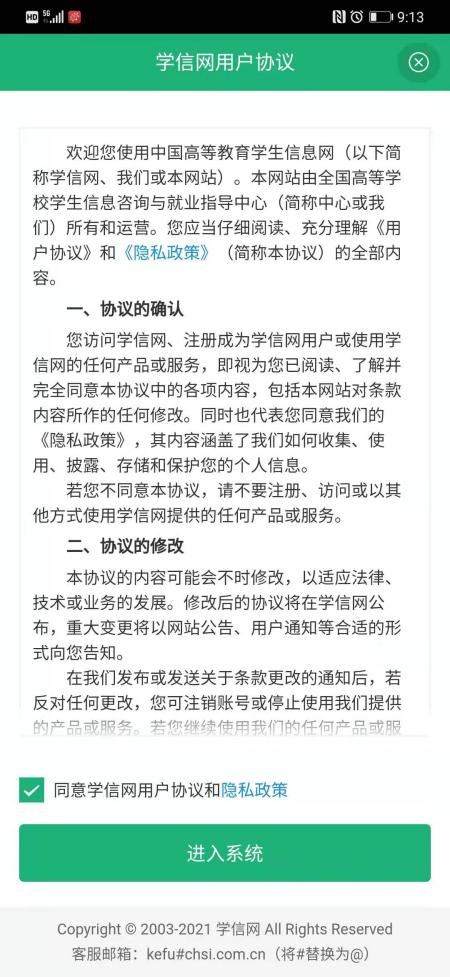 HD 5G 9:13
学信网用户协议
欢迎您使用中国高等教育学生信息网（以下简
称学信网、我们或本网站）。本网站由全国高等学
校学生信息咨询与就业指导中心（简称中心或我
们）所有和运营。您应当仔细阅读、充分理解《用
户协议》和《隐私政策》（简称本协议）的全部内
容。
一、协议的确认
您访问学信网、注册成为学信网用户或使用学
信网的任何产品或服务，即视为您已阅读、了解并
完全同意本协议中的各项内容，包括本网站对条款
内容所作的任何修改。同时也代表您同意我们的
《隐私政策》，其内容涵盖了我们如何收集、使
用、披露、存储和保护您的个人信息。
若您不同意本协议，请不要注册、访问或以其
他方式使用学信网提供的任何产品或服务。
二、协议的修改
本协议的内容可能会不时修改，以适应法律、
技术或业务的发展。修改后的协议将在学信网公
布，重大变更将以网站公告、用户通知等合适的形
式向您告知。
在我们发布或发送关于条款更改的通知后，若
反对任何更改，您可注销账号或停止使用我们提供
的产品或服务。若您继续使用我们的任何产品或服
同意学信网用户协议和隐私政策
进入系统
Copyright © 2003-2021 学信网 All Rights Reserved
客服邮箱：kefu#chsi.com.cn（将#替换为@）